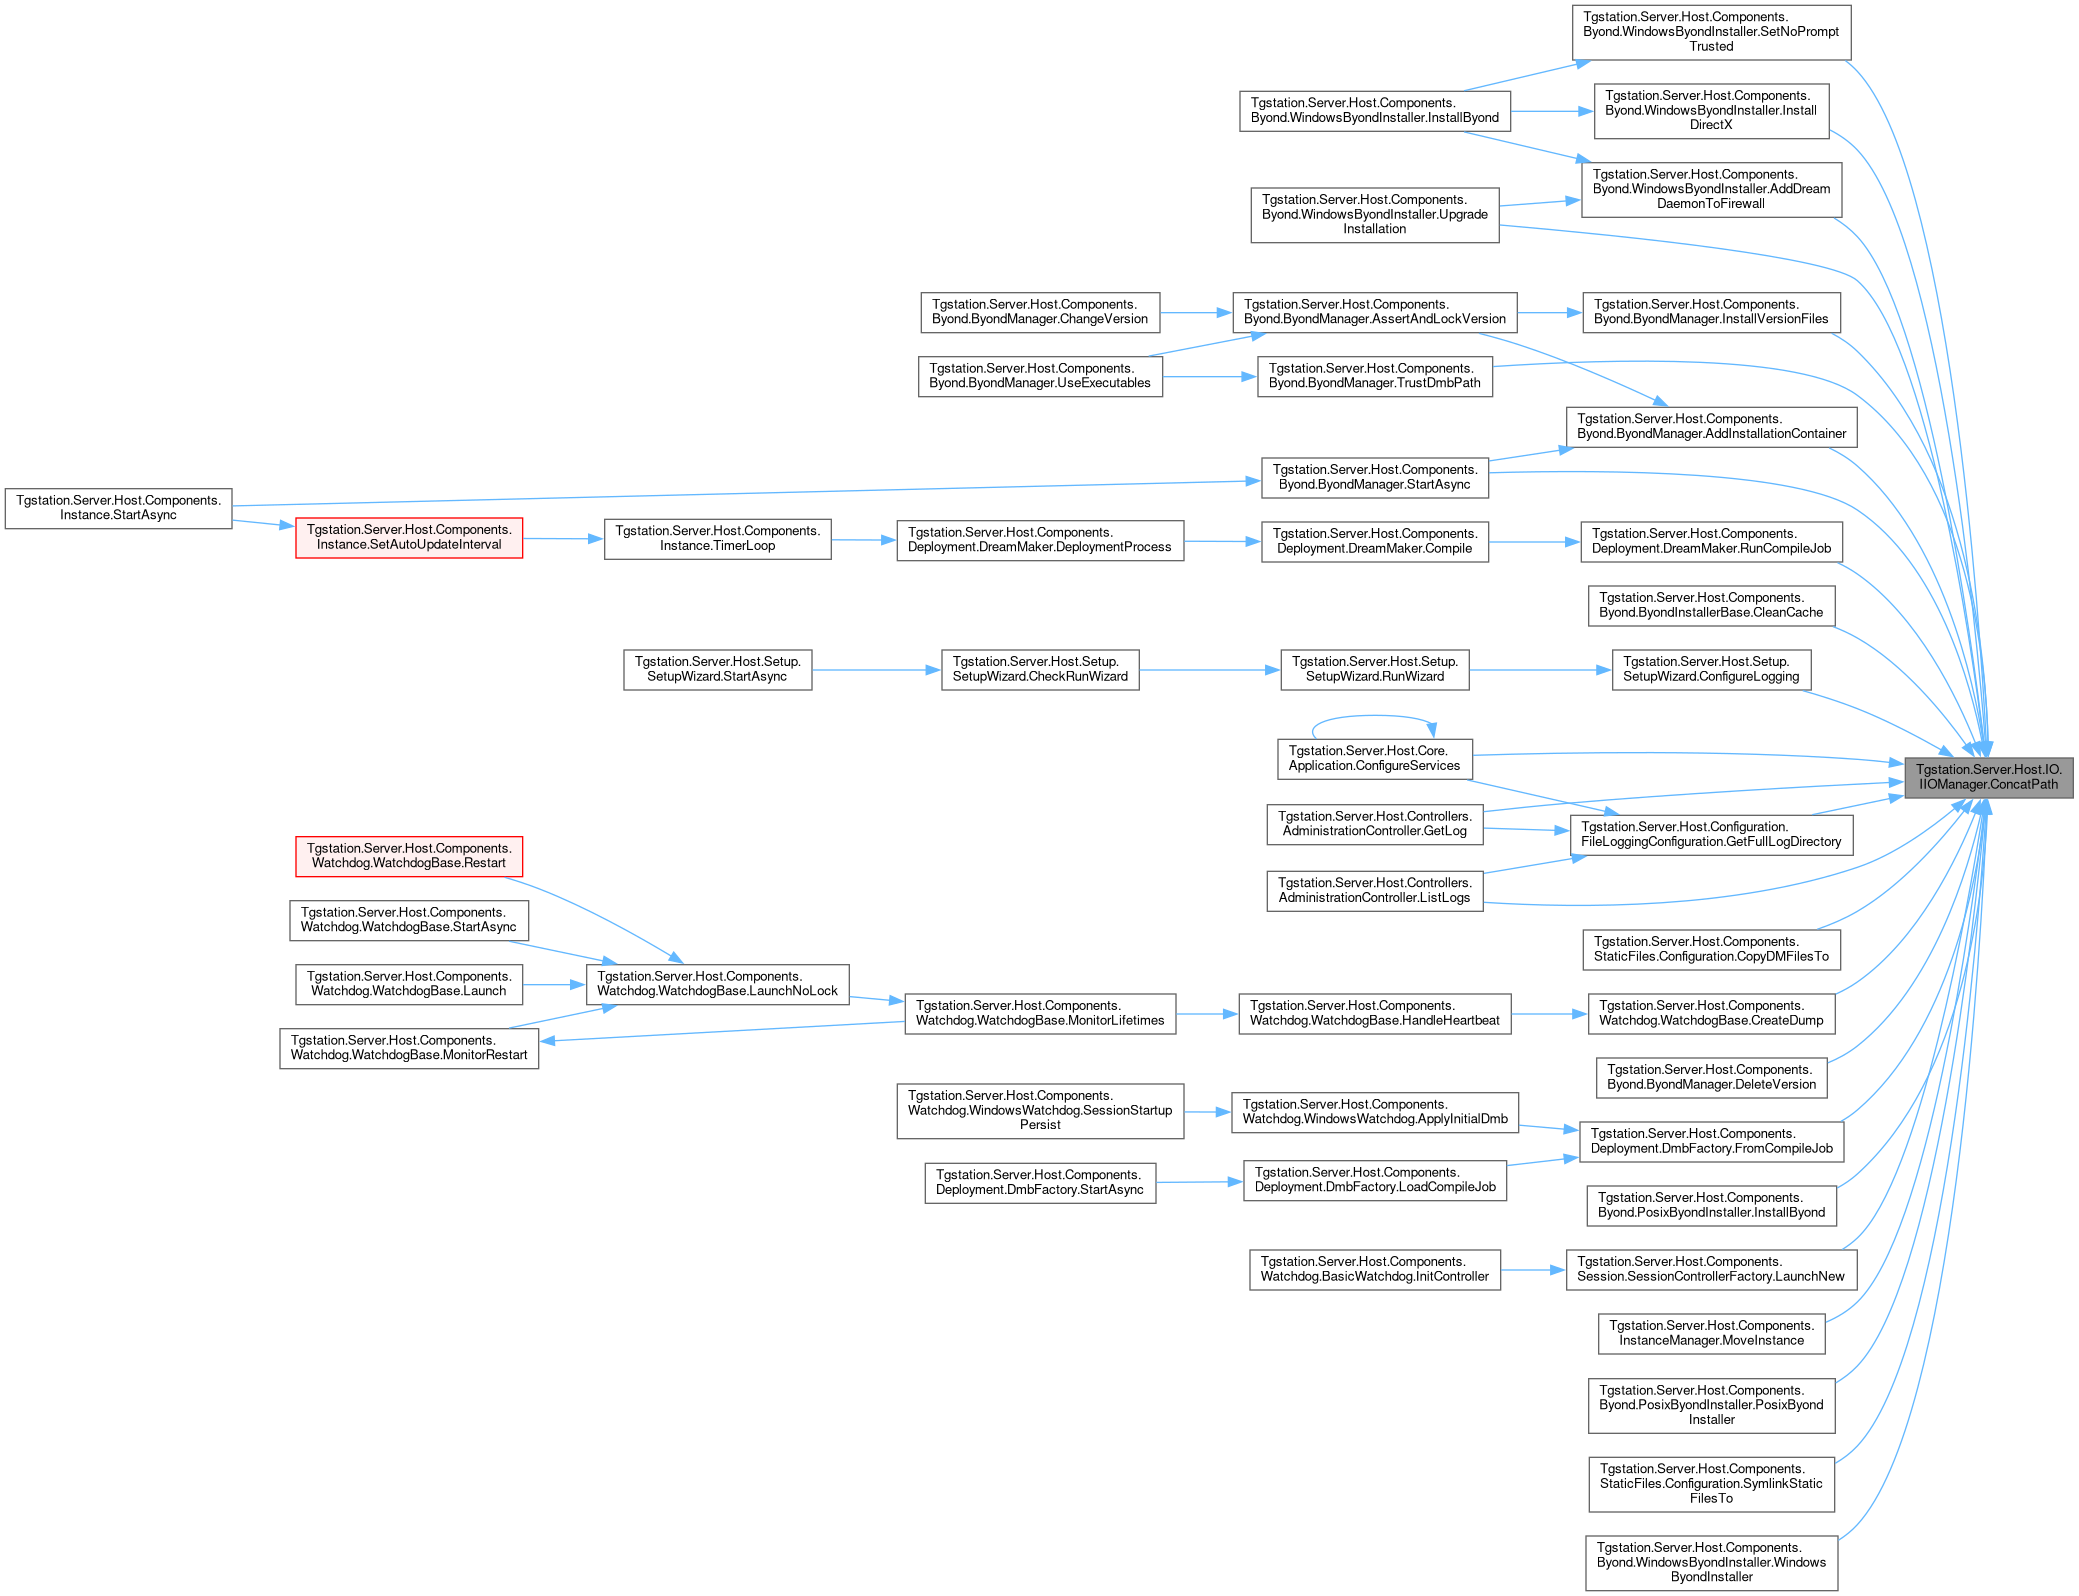 Tgstation.Server.Host.Components.
Byond.WindowsByondInstaller.SetNoPrompt
Trusted
Tgstation.Server.Host.Components.
Byond.WindowsByondInstaller.InstallByond
Tgstation.Server.Host.Components.
Byond.WindowsByondInstaller.Install
DirectX
Tgstation.Server.Host.Components.
Byond.WindowsByondInstaller.AddDream
DaemonToFirewall
Tgstation.Server.Host.Components.
Byond.WindowsByondInstaller.Upgrade
Installation
Tgstation.Server.Host.Components.
Byond.ByondManager.ChangeVersion
Tgstation.Server.Host.Components.
Byond.ByondManager.AssertAndLockVersion
Tgstation.Server.Host.Components.
Byond.ByondManager.InstallVersionFiles
Tgstation.Server.Host.Components.
Byond.ByondManager.UseExecutables
Tgstation.Server.Host.Components.
Byond.ByondManager.TrustDmbPath
Tgstation.Server.Host.Components.
Byond.ByondManager.AddInstallationContainer
Tgstation.Server.Host.Components.
Byond.ByondManager.StartAsync
Tgstation.Server.Host.Components.
Instance.StartAsync
Tgstation.Server.Host.Components.
Instance.SetAutoUpdateInterval
Tgstation.Server.Host.Components.
Instance.TimerLoop
Tgstation.Server.Host.Components.
Deployment.DreamMaker.DeploymentProcess
Tgstation.Server.Host.Components.
Deployment.DreamMaker.Compile
Tgstation.Server.Host.Components.
Deployment.DreamMaker.RunCompileJob
Tgstation.Server.Host.Components.
Byond.ByondInstallerBase.CleanCache
Tgstation.Server.Host.Setup.
SetupWizard.StartAsync
Tgstation.Server.Host.Setup.
SetupWizard.CheckRunWizard
Tgstation.Server.Host.Setup.
SetupWizard.RunWizard
Tgstation.Server.Host.Setup.
SetupWizard.ConfigureLogging
Tgstation.Server.Host.Core.
Application.ConfigureServices
Tgstation.Server.Host.IO.
IIOManager.ConcatPath
Tgstation.Server.Host.Controllers.
AdministrationController.GetLog
Tgstation.Server.Host.Configuration.
FileLoggingConfiguration.GetFullLogDirectory
Tgstation.Server.Host.Controllers.
AdministrationController.ListLogs
Tgstation.Server.Host.Components.
Watchdog.WatchdogBase.Restart
Tgstation.Server.Host.Components.
Watchdog.WatchdogBase.StartAsync
Tgstation.Server.Host.Components.
StaticFiles.Configuration.CopyDMFilesTo
Tgstation.Server.Host.Components.
Watchdog.WatchdogBase.Launch
Tgstation.Server.Host.Components.
Watchdog.WatchdogBase.LaunchNoLock
Tgstation.Server.Host.Components.
Watchdog.WatchdogBase.MonitorLifetimes
Tgstation.Server.Host.Components.
Watchdog.WatchdogBase.HandleHeartbeat
Tgstation.Server.Host.Components.
Watchdog.WatchdogBase.CreateDump
Tgstation.Server.Host.Components.
Watchdog.WatchdogBase.MonitorRestart
Tgstation.Server.Host.Components.
Byond.ByondManager.DeleteVersion
Tgstation.Server.Host.Components.
Watchdog.WindowsWatchdog.SessionStartup
Persist
Tgstation.Server.Host.Components.
Watchdog.WindowsWatchdog.ApplyInitialDmb
Tgstation.Server.Host.Components.
Deployment.DmbFactory.FromCompileJob
Tgstation.Server.Host.Components.
Deployment.DmbFactory.StartAsync
Tgstation.Server.Host.Components.
Deployment.DmbFactory.LoadCompileJob
Tgstation.Server.Host.Components.
Byond.PosixByondInstaller.InstallByond
Tgstation.Server.Host.Components.
Watchdog.BasicWatchdog.InitController
Tgstation.Server.Host.Components.
Session.SessionControllerFactory.LaunchNew
Tgstation.Server.Host.Components.
InstanceManager.MoveInstance
Tgstation.Server.Host.Components.
Byond.PosixByondInstaller.PosixByond
Installer
Tgstation.Server.Host.Components.
StaticFiles.Configuration.SymlinkStatic
FilesTo
Tgstation.Server.Host.Components.
Byond.WindowsByondInstaller.Windows
ByondInstaller